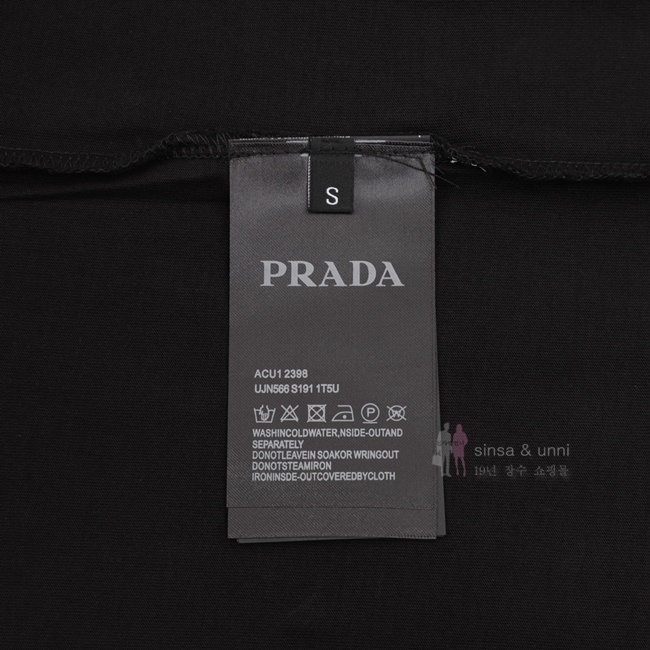 S
PRADA
ACU1 2398
UJN566 S191 1T5U
WASHINCOLDWATER,NSIDE-OUTAND
SEPARATELY
DONOTLEAVEIN SOAKOR WRINGOUT
DONOTSTEAMIRON
IRONINSDE-OUTCOVEREDBYCLOTH
sinsa & unni
19년 장수 쇼핑몰